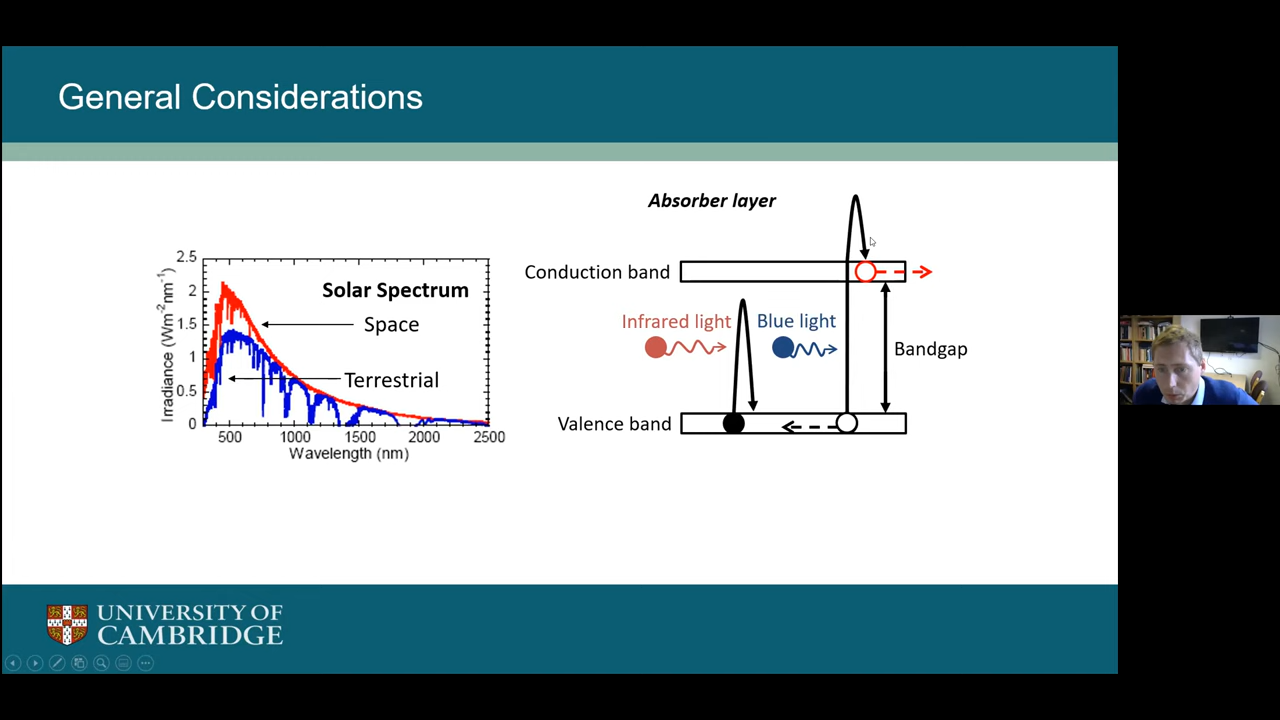 General Considerations
Absorber layer
Conduction band
Infrared light
Blue light
Bandgap
Valence band
Solar Spectrum
Space
Terrestrial
Irradiance (Wm⁻²nm⁻¹)
2.5
2
1.5
1
0.5
0
500
1000
1500
2000
2500
Wavelength (nm)
UNIVERSITY OF
CAMBRIDGE